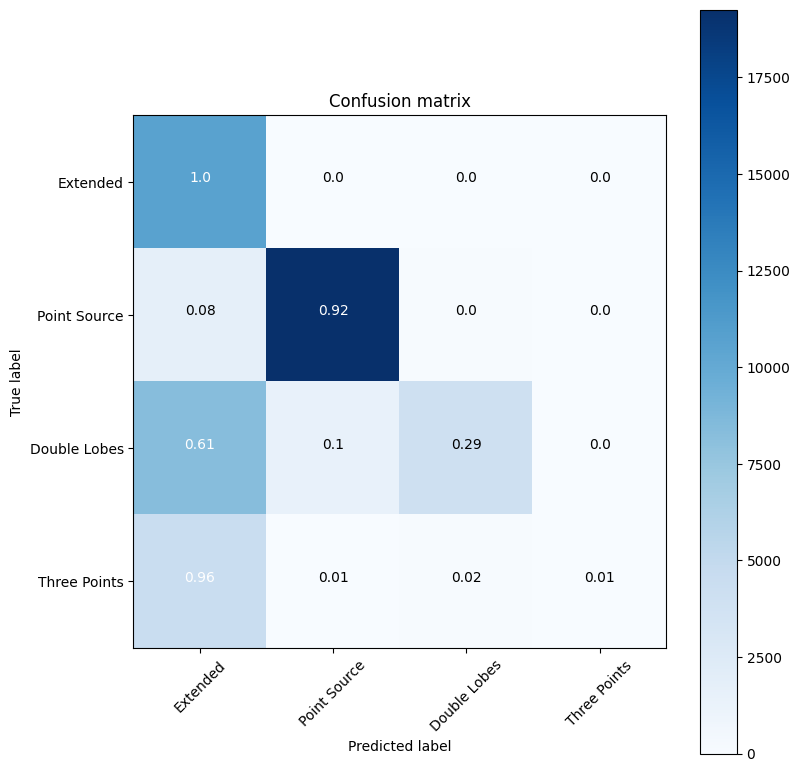 Confusion matrix
True label
Extended 1.0 0.0 0.0 0.0
Point Source 0.08 0.92 0.0 0.0
Double Lobes 0.61 0.1 0.29 0.0
Three Points 0.96 0.01 0.02 0.01
Extended Point Source Double Lobes Three Points
Predicted label
17500
15000
12500
10000
7500
5000
2500
0